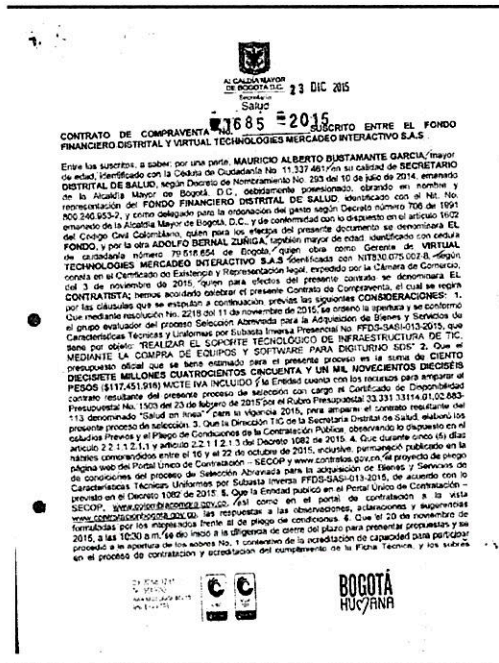 ALCALDIA MAYOR
DE BOGOTA D.C.
Secretaría
Salud
23 DIC 2015
1685 = 2015
CONTRATO DE COMPRAVENTA No. SUSCRITO ENTRE EL FONDO
FINANCIERO DISTRITAL Y VIRTUAL TECHNOLOGIES MERCADEO INTERACTIVO S.A.S
Entre los suscritos, a saber: por una parte, MAURICIO ALBERTO BUSTAMANTE GARCIA, mayor
de edad, identificado con la Cédula de Ciudadanía No. 11.337.461, en su calidad de SECRETARIO
DISTRITAL DE SALUD, según Decreto de Nombramiento No. 293 del 10 de julio de 2014, emanado
de la Alcaldía Mayor de Bogotá, D.C., debidamente posesionado, obrando en nombre y
representación del FONDO FINANCIERO DISTRITAL DE SALUD, identificado con el Nit. No.
800.246.953-2, y como delegado para la ordenación del gasto según Decreto número 706 de 1991
emanado de la Alcaldía Mayor de Bogotá, D.C., y de conformidad con lo dispuesto en el artículo 1602
del Código Civil Colombiano, quien para los efectos del presente documento se denominará EL
FONDO, y por la otra ADOLFO BERNAL ZUÑIGA, también mayor de edad, identificado con cedula
de ciudadanía número 79.518.654 de Bogotá, quien obra como Gerente de VIRTUAL
TECHNOLOGIES MERCADEO INTERACTIVO S.A.S identificada con NIT830.075.002-8, según
consta en el Certificado de Existencia y Representación legal, expedido por la Cámara de Comercio,
del 3 de noviembre de 2015, quien para efectos del presente contrato se denominará EL
CONTRATISTA; hemos acordado celebrar el presente Contrato de Compraventa, el cual se regirá
por las cláusulas que se estipulan a continuación previas las siguientes CONSIDERACIONES: 1.
Que mediante resolución No. 2218 del 11 de noviembre de 2015, se ordenó la apertura y se conformó
el grupo evaluador del proceso Selección Abreviada para la Adquisición de Bienes y Servicios de
Características Técnicas y Uniformes por Subasta Inversa Presencial No. FFDS-SASI-013-2015, que
tiene por objeto: "REALIZAR EL SOPORTE TECNOLÓGICO DE INFRAESTRUCTURA DE TIC,
MEDIANTE LA COMPRA DE EQUIPOS Y SOFTWARE PARA DIGITURNO SDS" 2. Que el
presupuesto oficial que se tiene estimado para el presente proceso es la suma de CIENTO
DIECISIETE MILLONES CUATROCIENTOS CINCUENTA Y UN MIL NOVECIENTOS DIECISÉIS
PESOS ($117.451.916) M/CTE IVA INCLUIDO y la Entidad cuenta con los recursos para amparar el
contrato resultante del presente proceso de selección con cargo al Certificado de Disponibilidad
Presupuestal No. 1503 del 23 de febrero de 2015 por el Rubro Presupuestal 33.331.33114.01.02.883-
113 denominado "Salud en línea" para la vigencia 2015, para amparar el contrato resultante del
presente proceso de selección. 3. Que la Dirección TIC de la Secretaría Distrital de Salud, elaboró los
estudios Previos y el Pliego de Condiciones de la Contratación Pública, observando lo dispuesto en el
artículo 2.2.1.1.2.1.1 y artículo 2.2.1.1.2.1.3 del Decreto 1082 de 2015. 4. Que durante cinco (5) días
hábiles comprendidos entre el 16 y el 22 de octubre de 2015, inclusive, permaneció publicado en la
página web del Portal Único de Contratación – SECOP y www.contratos.gov.co, el proyecto de pliego
de condiciones del proceso de Selección Abreviada para la adquisición de Bienes y Servicios de
Características Técnicas Uniformes por Subasta Inversa FFDS-SASI-013-2015, de acuerdo con lo
previsto en el Decreto 1082 de 2015. 5. Que la Entidad publicó en el Portal Único de Contratación –
SECOP, www.colombiacompra.gov.co, así como en el portal de contratación a la vista
www.contratacionbogota.gov.co, las respuestas a las observaciones, aclaraciones y sugerencias
formuladas por los interesados frente al de pliego de condiciones. 6. Que el 20 de noviembre de
2015, a las 10:30 a.m. se dio inicio a la diligencia de cierre del plazo para presentar propuestas y se
procedió a la apertura de los sobres No. 1 contentivo de la acreditación de capacidad para participar
en el proceso de contratación y acreditación del cumplimiento de la Ficha Técnica, y los sobres
BOGOTÁ
HUMANA